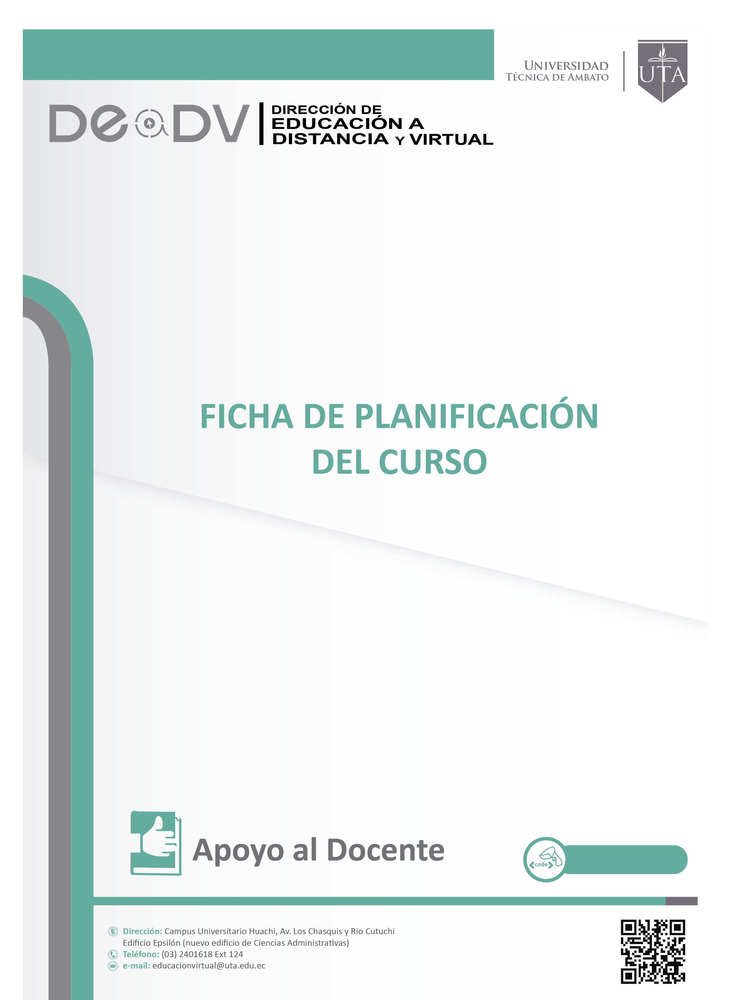 UNIVERSIDAD
TÉCNICA DE AMBATO
UTA
DeaDV
DIRECCIÓN DE
EDUCACIÓN A
DISTANCIA Y VIRTUAL
FICHA DE PLANIFICACIÓN
DEL CURSO
Apoyo al Docente
<code>
Dirección: Campus Universitario Huachi, Av. Los Chasquis y Rio Cutuchi
Edificio Epsilón (nuevo edificio de Ciencias Administrativas)
Teléfono: (03) 2401618 Ext 124
e-mail: educacionvirtual@uta.edu.ec